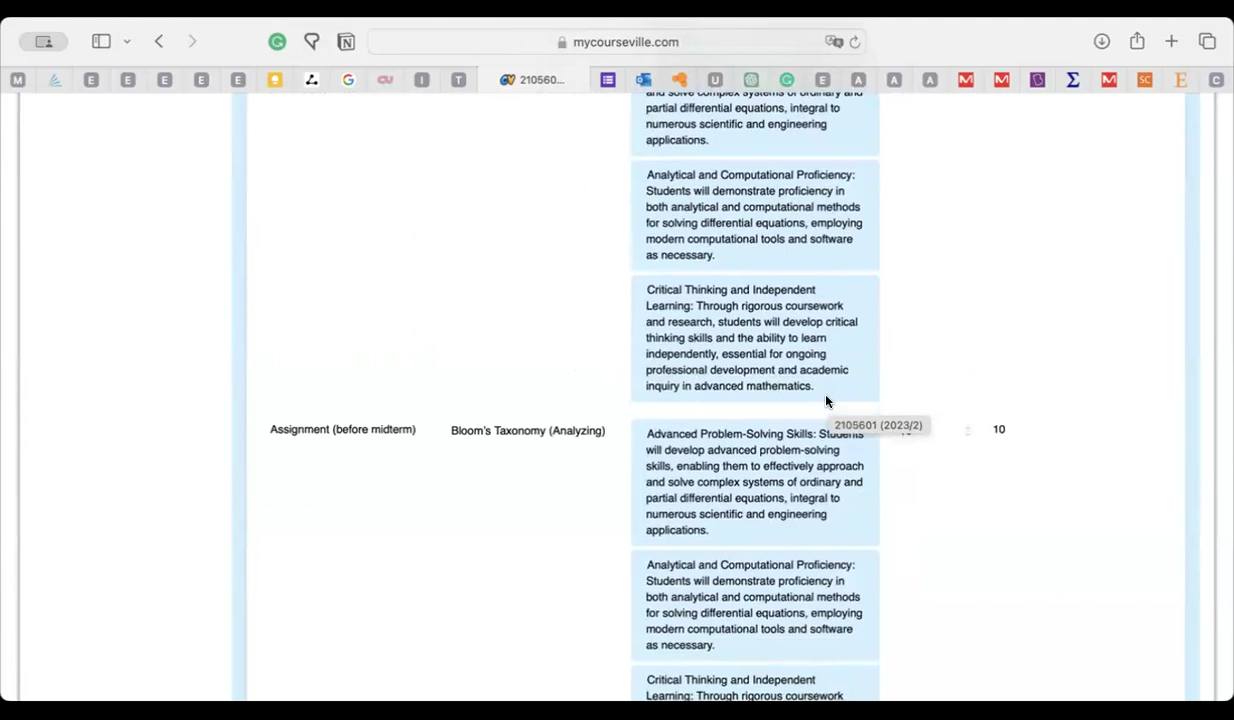 mycourseville.com
M
E
E
E
E
E
G
CU
I
T
210560...
U
E
A
A
A
M
M
Σ
M
SC
E
C
and solve complex systems of ordinary and
partial differential equations, integral to
numerous scientific and engineering
applications.
Analytical and Computational Proficiency:
Students will demonstrate proficiency in
both analytical and computational methods
for solving differential equations, employing
modern computational tools and software
as necessary.
Critical Thinking and Independent
Learning: Through rigorous coursework
and research, students will develop critical
thinking skills and the ability to learn
independently, essential for ongoing
professional development and academic
inquiry in advanced mathematics.
2105601 (2023/2)
Assignment (before midterm)
Bloom's Taxonomy (Analyzing)
Advanced Problem-Solving Skills: Students
will develop advanced problem-solving
skills, enabling them to effectively approach
and solve complex systems of ordinary and
partial differential equations, integral to
numerous scientific and engineering
applications.
10
Analytical and Computational Proficiency:
Students will demonstrate proficiency in
both analytical and computational methods
for solving differential equations, employing
modern computational tools and software
as necessary.
Critical Thinking and Independent
Learning: Through rigorous coursework